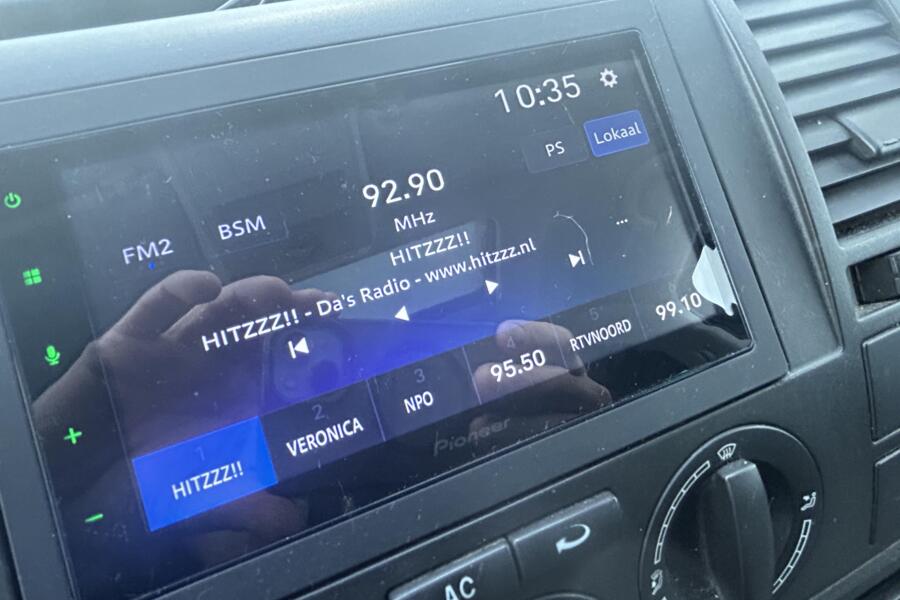 10:35
PS
Lokaal
92.90
MHz
FM2
BSM
HITZZZ!!
HITZZZ!! - Da's Radio - www.hitzzz.nl
1
HITZZZ!!
2
VERONICA
3
NPO
4
95.50
5
RTVNOORD
99.10
Pioneer
AC